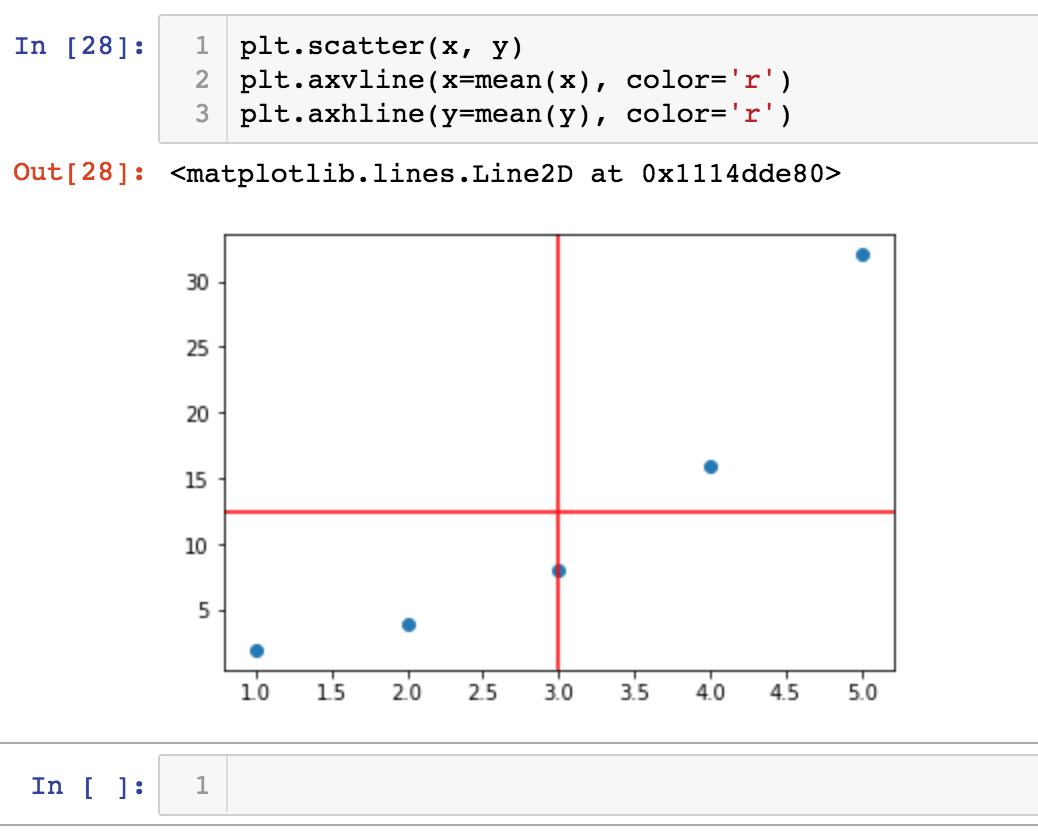 In [28]:
1 plt.scatter(x, y)
2 plt.axvline(x=mean(x), color='r')
3 plt.axhline(y=mean(y), color='r')
Out[28]: <matplotlib.lines.Line2D at 0x1114dde80>
30
25
20
15
10
5
1.0 1.5 2.0 2.5 3.0 3.5 4.0 4.5 5.0
In [ ]: 1